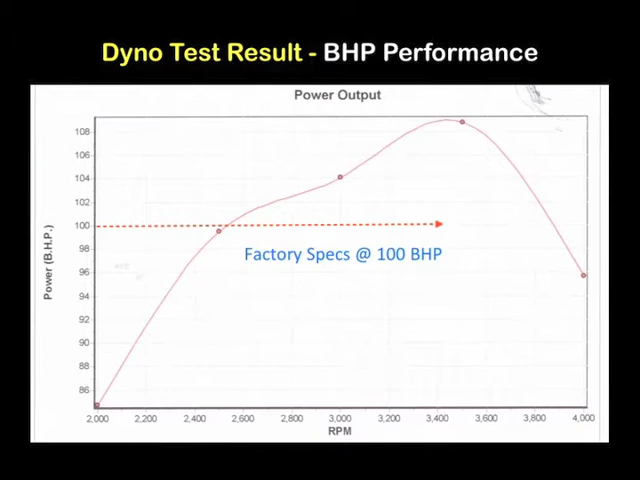 Dyno Test Result - BHP Performance
Power Output
108
106
104
102
100
98
96
94
92
90
88
86
Power (B.H.P.)
Factory Specs @ 100 BHP
2,000 2,200 2,400 2,600 2,800 3,000 3,200 3,400 3,600 3,800 4,000
RPM